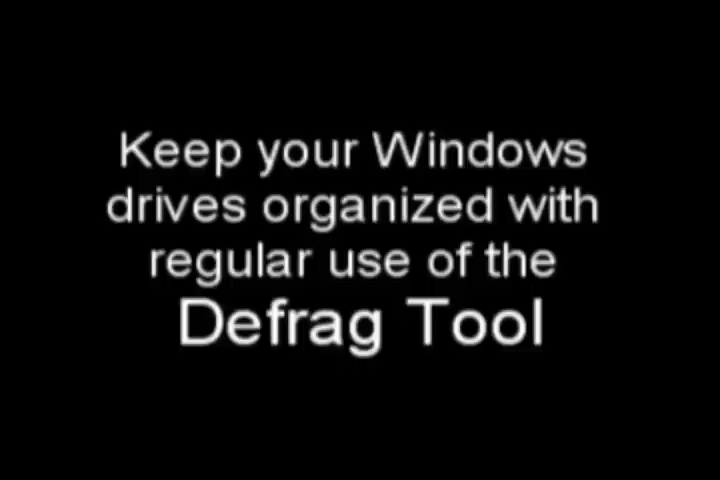 Keep your Windows
drives organized with
regular use of the
Defrag Tool